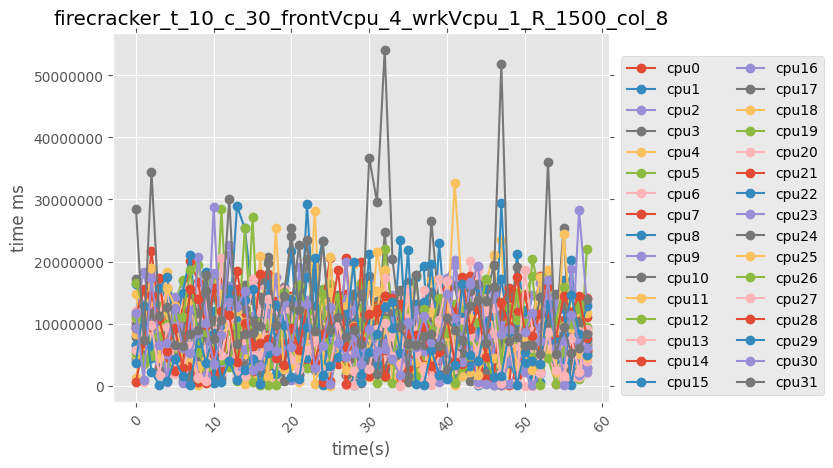 firecracker_t_10_c_30_frontVcpu_4_wrkVcpu_1_R_1500_col_8
50000000
40000000
30000000
20000000
10000000
0
time ms
0
10
20
30
40
50
60
time(s)
cpu0
cpu1
cpu2
cpu3
cpu4
cpu5
cpu6
cpu7
cpu8
cpu9
cpu10
cpu11
cpu12
cpu13
cpu14
cpu15
cpu16
cpu17
cpu18
cpu19
cpu20
cpu21
cpu22
cpu23
cpu24
cpu25
cpu26
cpu27
cpu28
cpu29
cpu30
cpu31